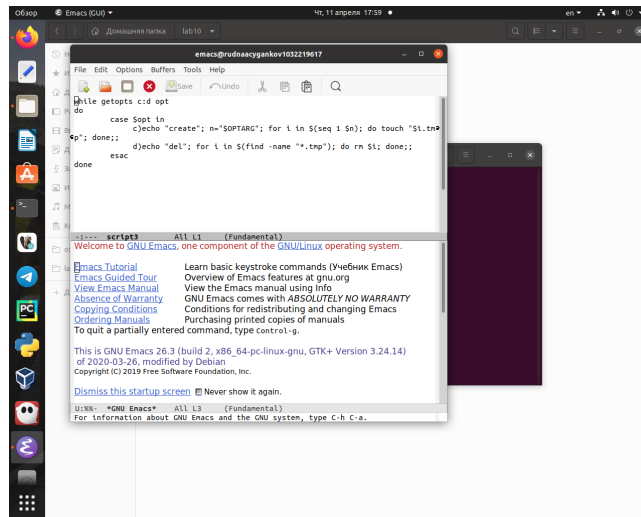 Обзор Emacs (GUI) Чт, 11 апреля 17:59 en
Домашняя папка lab10
emacs@rudnaacygankov1032219617
File Edit Options Buffers Tools Help
Save Undo
while getopts c:d opt
do
case $opt in
c)echo "create"; n="$OPTARG"; for i in $(seq 1 $n); do touch "$i.tm
p"; done;;
d)echo "del"; for i in $(find -name "*.tmp"); do rm $i; done;;
esac
done
-:--- script3 All L1 (Fundamental)
Welcome to GNU Emacs, one component of the GNU/Linux operating system.
Emacs Tutorial Learn basic keystroke commands (Учебник Emacs)
Emacs Guided Tour Overview of Emacs features at gnu.org
View Emacs Manual View the Emacs manual using Info
Absence of Warranty GNU Emacs comes with ABSOLUTELY NO WARRANTY
Copying Conditions Conditions for redistributing and changing Emacs
Ordering Manuals Purchasing printed copies of manuals
To quit a partially entered command, type Control-g.
This is GNU Emacs 26.3 (build 2, x86_64-pc-linux-gnu, GTK+ Version 3.24.14)
of 2020-03-26, modified by Debian
Copyright (C) 2019 Free Software Foundation, Inc.
Dismiss this startup screen Never show it again.
U:%%- *GNU Emacs* All L3 (Fundamental)
For information about GNU Emacs and the GNU system, type C-h C-a.